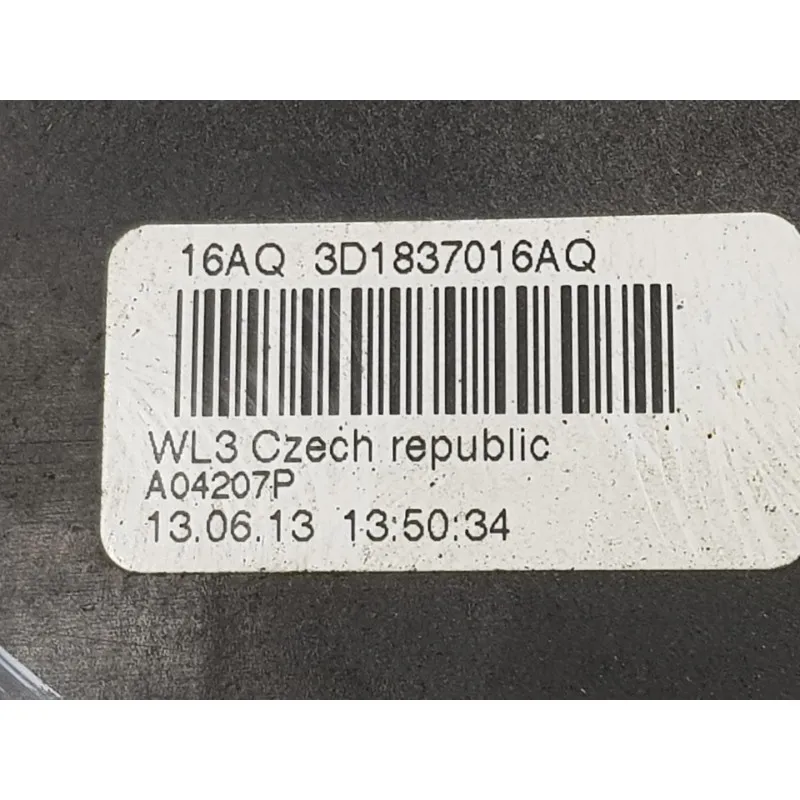 16AQ 3D1837016AQ
WL3 Czech republic
A04207P
13.06.13 13:50:34